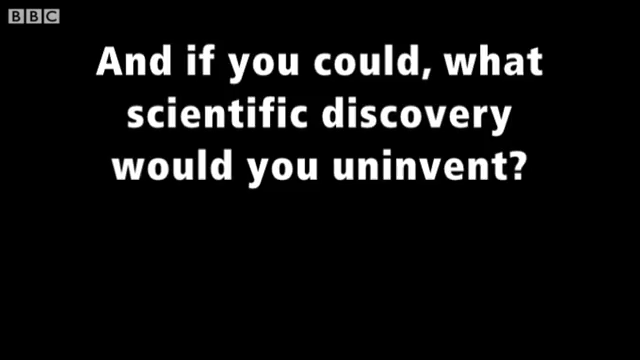 BBC
And if you could, what
scientific discovery
would you uninvent?